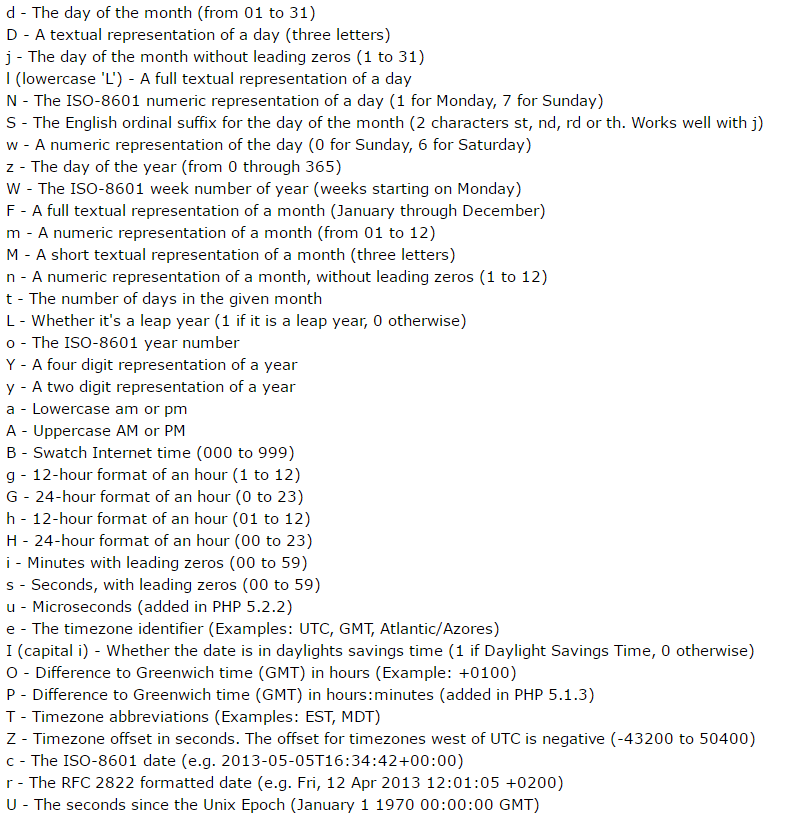 d - The day of the month (from 01 to 31)
D - A textual representation of a day (three letters)
j - The day of the month without leading zeros (1 to 31)
l (lowercase 'L') - A full textual representation of a day
N - The ISO-8601 numeric representation of a day (1 for Monday, 7 for Sunday)
S - The English ordinal suffix for the day of the month (2 characters st, nd, rd or th. Works well with j)
w - A numeric representation of the day (0 for Sunday, 6 for Saturday)
z - The day of the year (from 0 through 365)
W - The ISO-8601 week number of year (weeks starting on Monday)
F - A full textual representation of a month (January through December)
m - A numeric representation of a month (from 01 to 12)
M - A short textual representation of a month (three letters)
n - A numeric representation of a month, without leading zeros (1 to 12)
t - The number of days in the given month
L - Whether it's a leap year (1 if it is a leap year, 0 otherwise)
o - The ISO-8601 year number
Y - A four digit representation of a year
y - A two digit representation of a year
a - Lowercase am or pm
A - Uppercase AM or PM
B - Swatch Internet time (000 to 999)
g - 12-hour format of an hour (1 to 12)
G - 24-hour format of an hour (0 to 23)
h - 12-hour format of an hour (01 to 12)
H - 24-hour format of an hour (00 to 23)
i - Minutes with leading zeros (00 to 59)
s - Seconds, with leading zeros (00 to 59)
u - Microseconds (added in PHP 5.2.2)
e - The timezone identifier (Examples: UTC, GMT, Atlantic/Azores)
I (capital i) - Whether the date is in daylights savings time (1 if Daylight Savings Time, 0 otherwise)
O - Difference to Greenwich time (GMT) in hours (Example: +0100)
P - Difference to Greenwich time (GMT) in hours:minutes (added in PHP 5.1.3)
T - Timezone abbreviations (Examples: EST, MDT)
Z - Timezone offset in seconds. The offset for timezones west of UTC is negative (-43200 to 50400)
c - The ISO-8601 date (e.g. 2013-05-05T16:34:42+00:00)
r - The RFC 2822 formatted date (e.g. Fri, 12 Apr 2013 12:01:05 +0200)
U - The seconds since the Unix Epoch (January 1 1970 00:00:00 GMT)